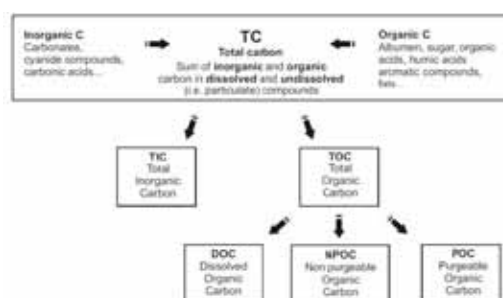 Inorganic C
Carbonates,
cyanide compounds,
carbonic acids...
TC
Total carbon
Sum of inorganic and organic
carbon in dissolved and undissolved
(i.e. particulate) compounds
Organic C
Albumen, sugar, organic
acids, humic acids
aromatic compounds,
TIC
Total
Inorganic
Carbon
TOC
Total
Organic
Carbon
DOC
Dissolved
Organic
Carbon
NPOC
Non purgeable
Organic
Carbon
POC
Purgeable
Organic
Carbon